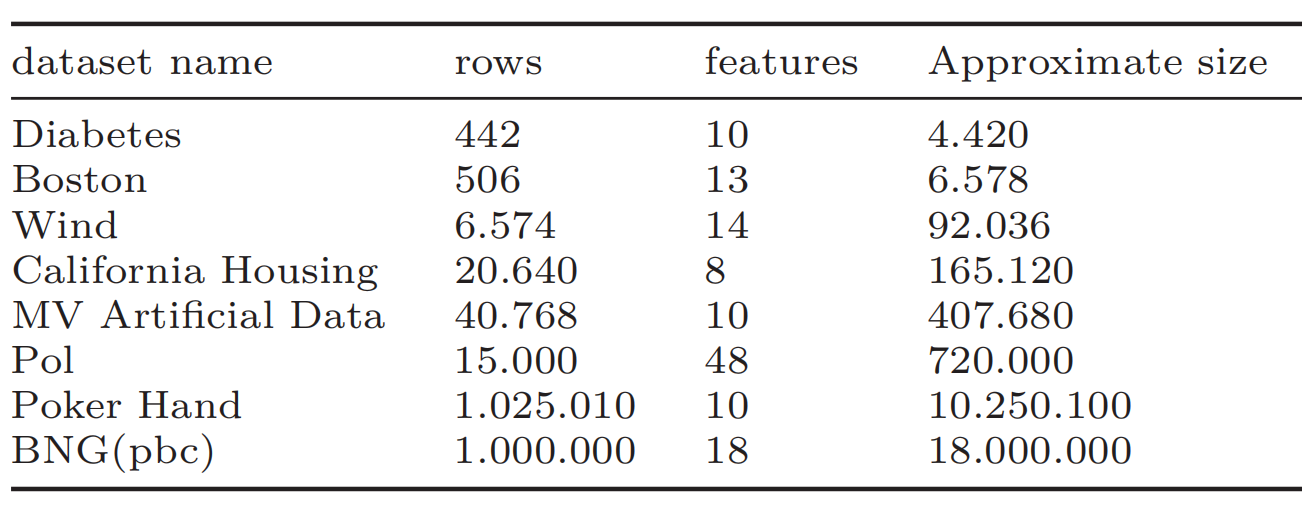 dataset name rows features Approximate size
Diabetes 442 10 4.420
Boston 506 13 6.578
Wind 6.574 14 92.036
California Housing 20.640 8 165.120
MV Artificial Data 40.768 10 407.680
Pol 15.000 48 720.000
Poker Hand 1.025.010 10 10.250.100
BNG(pbc) 1.000.000 18 18.000.000